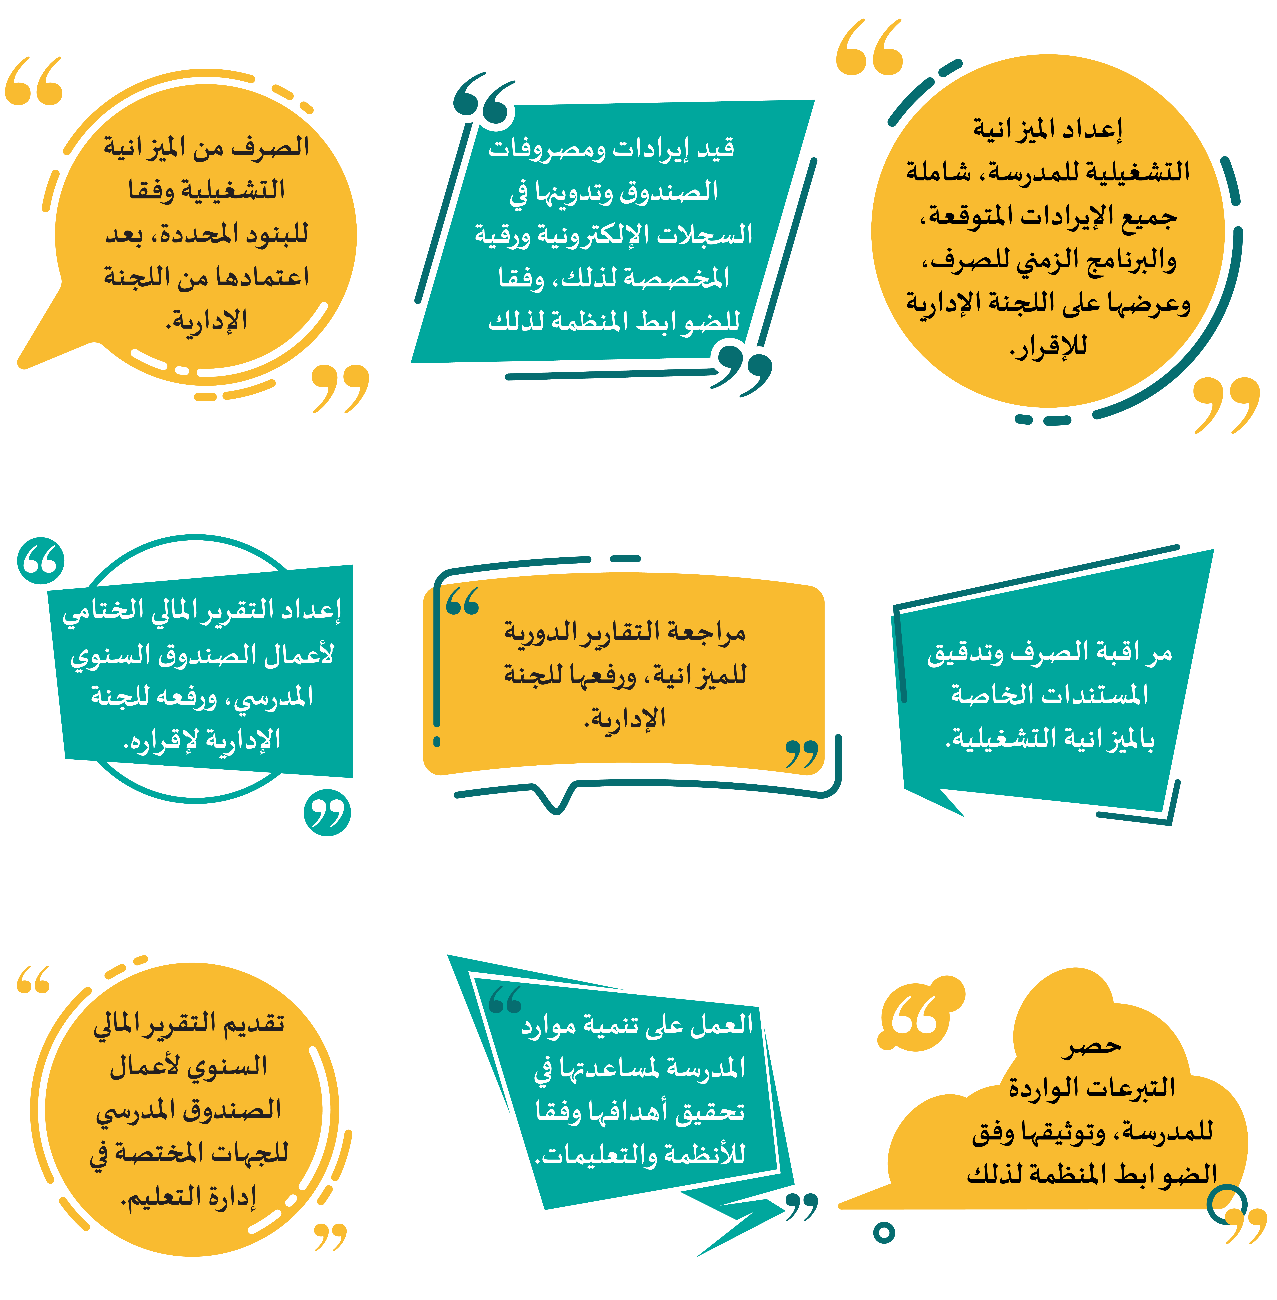 إعداد الميزانية
التشغيلية للمدرسة، شاملة
جميع الإيرادات المتوقعة،
والبرنامج الزمني للصرف،
وعرضها على اللجنة الإدارية
للإقرار.
قيد إيرادات ومصروفات
الصندوق وتدوينها في
السجلات الإلكترونية ورقية
المخصصة لذلك، وفقا
للضوابط المنظمة لذلك
الصرف من الميزانية
التشغيلية وفقا
للبنود المحددة، بعد
اعتمادها من اللجنة
الإدارية.
مراقبة الصرف وتدقيق
المستندات الخاصة
بالميزانية التشغيلية.
مراجعة التقارير الدورية
للميزانية، ورفعها للجنة
الإدارية.
إعداد التقرير المالي الختامي
لأعمال الصندوق السنوي
المدرسي، ورفعه للجنة
الإدارية لإقراره.
حصر
التبرعات الواردة
للمدرسة، وتوثيقها وفق
الضوابط المنظمة لذلك
العمل على تنمية موارد
المدرسة لمساعدتها في
تحقيق أهدافها وفقا
للأنظمة والتعليمات.
تقديم التقرير المالي
السنوي لأعمال
الصندوق المدرسي
للجهات المختصة في
إدارة التعليم.